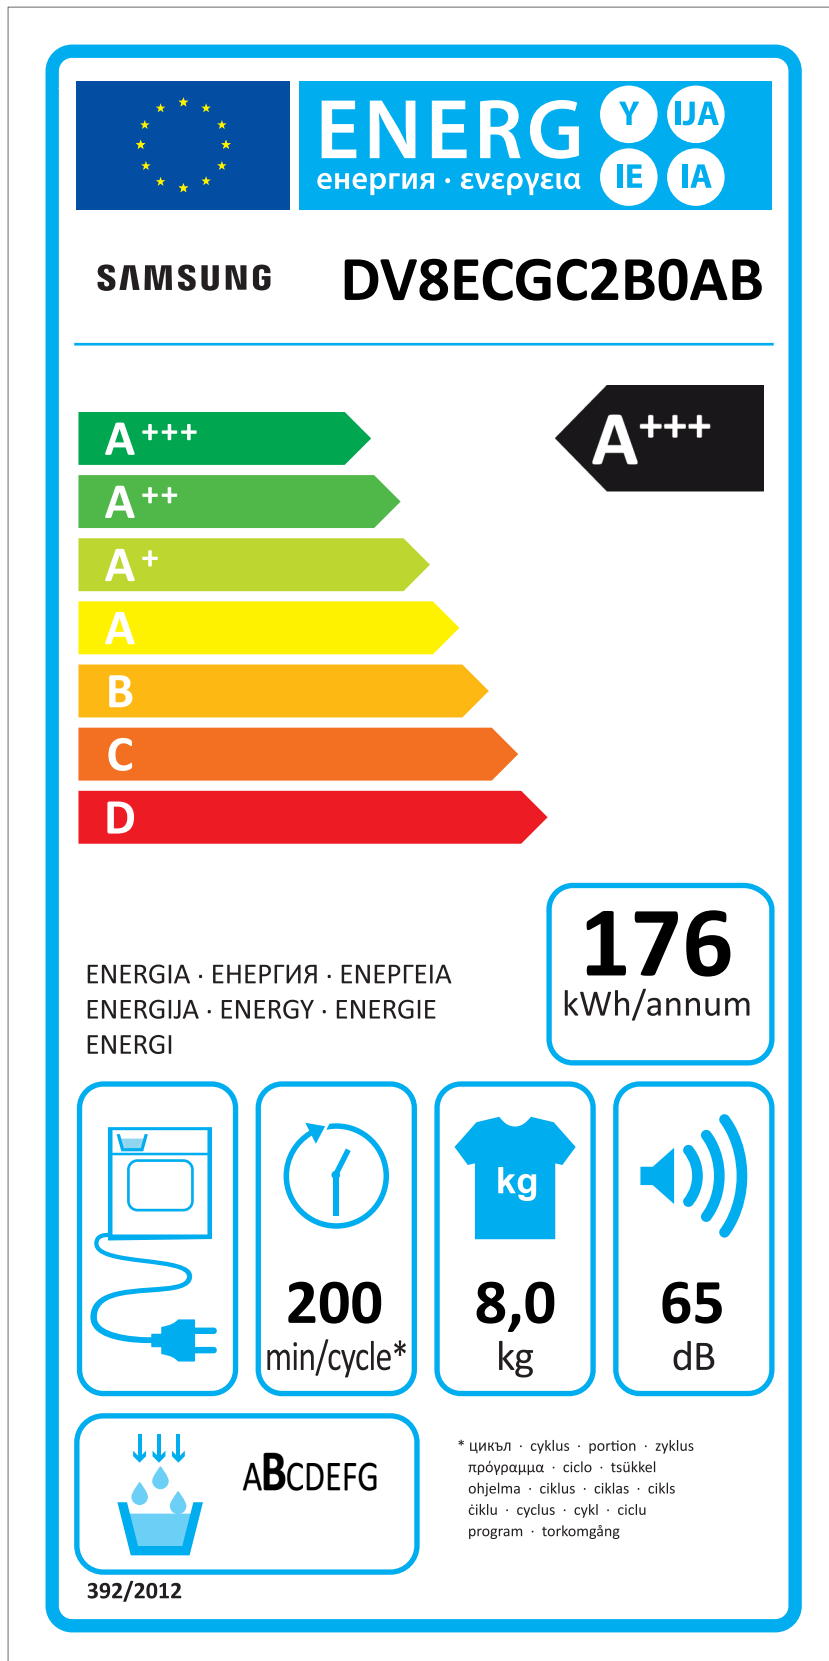 ENERG
Y IJA
IE IA
енергия · ενεργεια
SAMSUNG
DV8ECGC2B0AB
A+++
A+++
A++
A+
A
B
C
D
176
kWh/annum
ENERGIA · ЕНЕРГИЯ · ΕΝΕΡΓΕΙΑ
ENERGIJA · ENERGY · ENERGIE
ENERGI
200
min/cycle*
kg
8,0
kg
65
dB
ABCDEFG
* цикъл · cyklus · portion · zyklus
πρόγραμμα · ciclo · tsükkel
ohjelma · ciklus · ciklas · cikls
ċiklu · cyclus · cykl · ciclu
program · torkomgång
392/2012